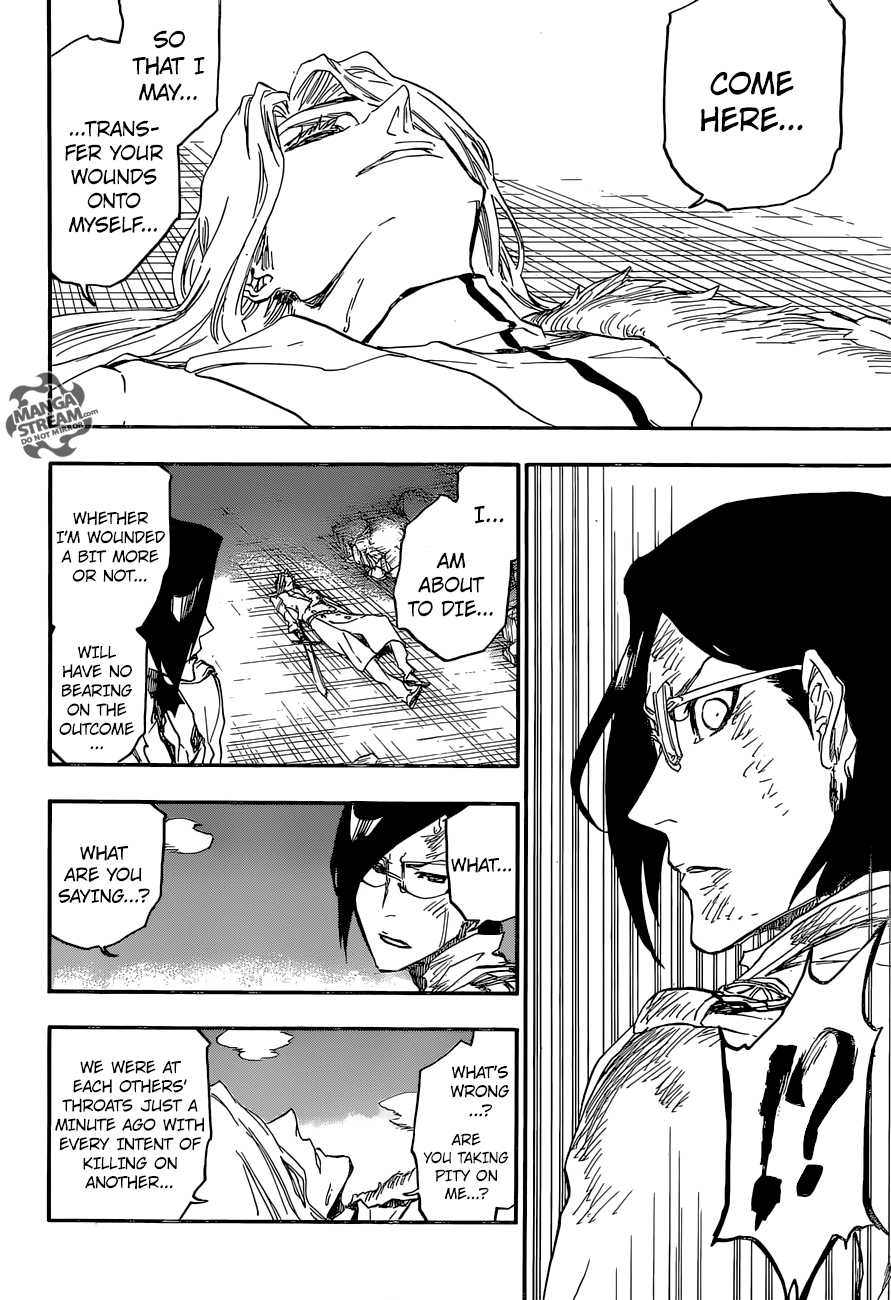 COME
HERE...
SO
THAT I
MAY...
...TRANS-
FER YOUR
WOUNDS
ONTO
MYSELF...
MANGA
STREAM.com
DO NOT MIRROR
!?
I...
AM
ABOUT
TO DIE...
WHETHER
I'M WOUNDED
A BIT MORE
OR NOT...
WILL
HAVE NO
BEARING
ON THE
OUTCOME
...
WHAT...
WHAT
ARE YOU
SAYING...?
WHAT'S
WRONG
...?
ARE
YOU TAKING
PITY ON
ME...?
WE WERE AT
EACH OTHERS'
THROATS JUST A
MINUTE AGO WITH
EVERY INTENT OF
KILLING ON
ANOTHER...